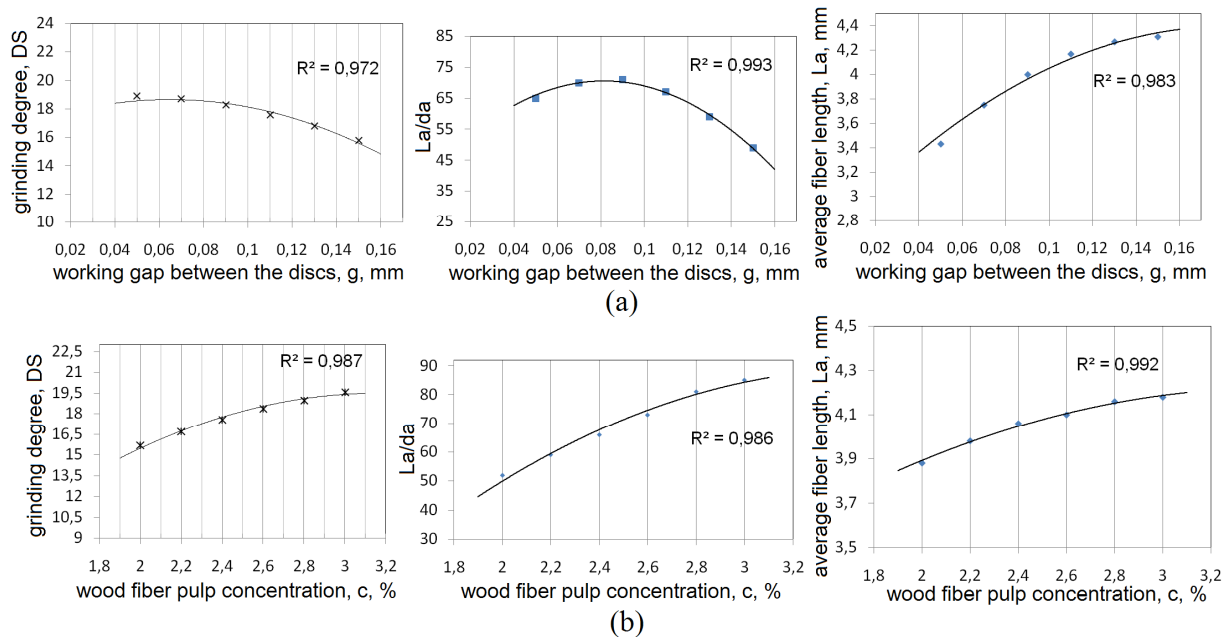 grinding degree, DS
24
22
20
18
16
14
12
10
R² = 0,972
0,02 0,04 0,06 0,08 0,1 0,12 0,14 0,16
working gap between the discs, g, mm
La/da
85
75
65
55
45
35
25
R² = 0,993
0,02 0,04 0,06 0,08 0,1 0,12 0,14 0,16
working gap between the discs, g, mm
average fiber length, La, mm
4,4
4,2
4
3,8
3,6
3,4
3,2
3
2,8
R² = 0,983
0,02 0,04 0,06 0,08 0,1 0,12 0,14 0,16
working gap between the discs, g, mm
(a)
grinding degree, DS
22,5
21
19,5
18
16,5
15
13,5
12
10,5
9
R² = 0,987
1,8 2 2,2 2,4 2,6 2,8 3 3,2
wood fiber pulp concentration, c, %
La/da
90
80
70
60
50
40
30
R² = 0,986
1,8 2 2,2 2,4 2,6 2,8 3 3,2
wood fiber pulp concentration, c, %
average fiber length, La, mm
4,5
4,3
4,1
3,9
3,7
3,5
R² = 0,992
1,8 2 2,2 2,4 2,6 2,8 3 3,2
wood fiber pulp concentration, c, %
(b)